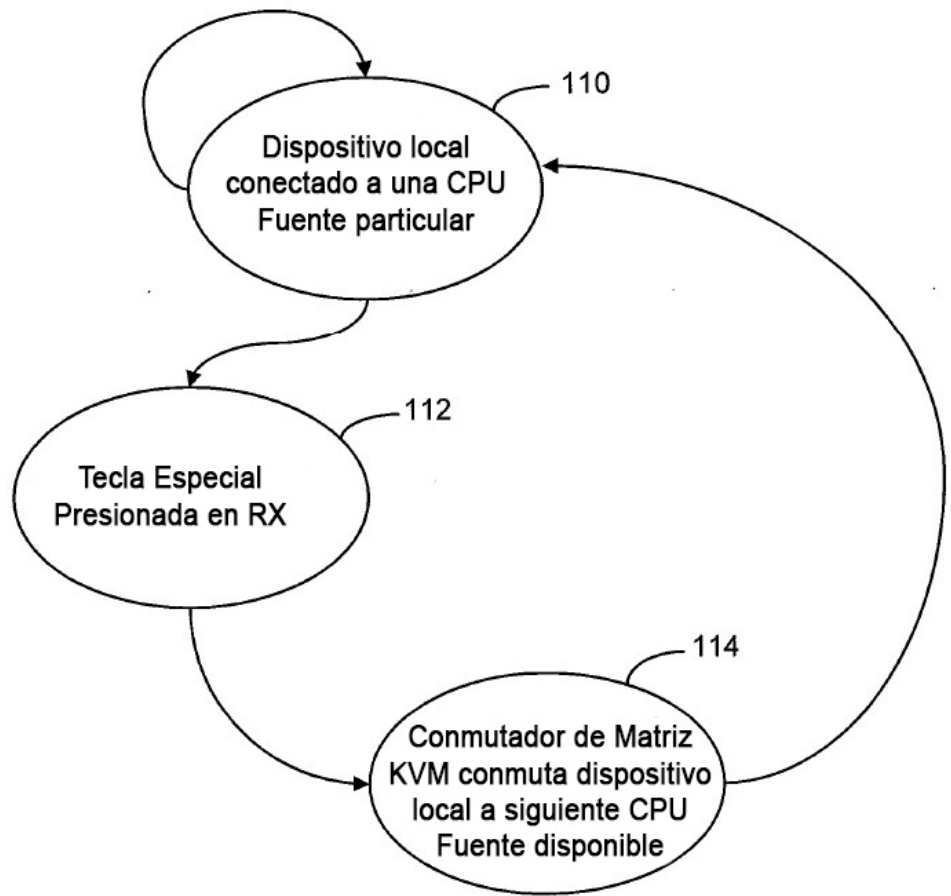 110
Dispositivo local
conectado a una CPU
Fuente particular
112
Tecla Especial
Presionada en RX
114
Conmutador de Matriz
KVM conmuta dispositivo
local a siguiente CPU
Fuente disponible